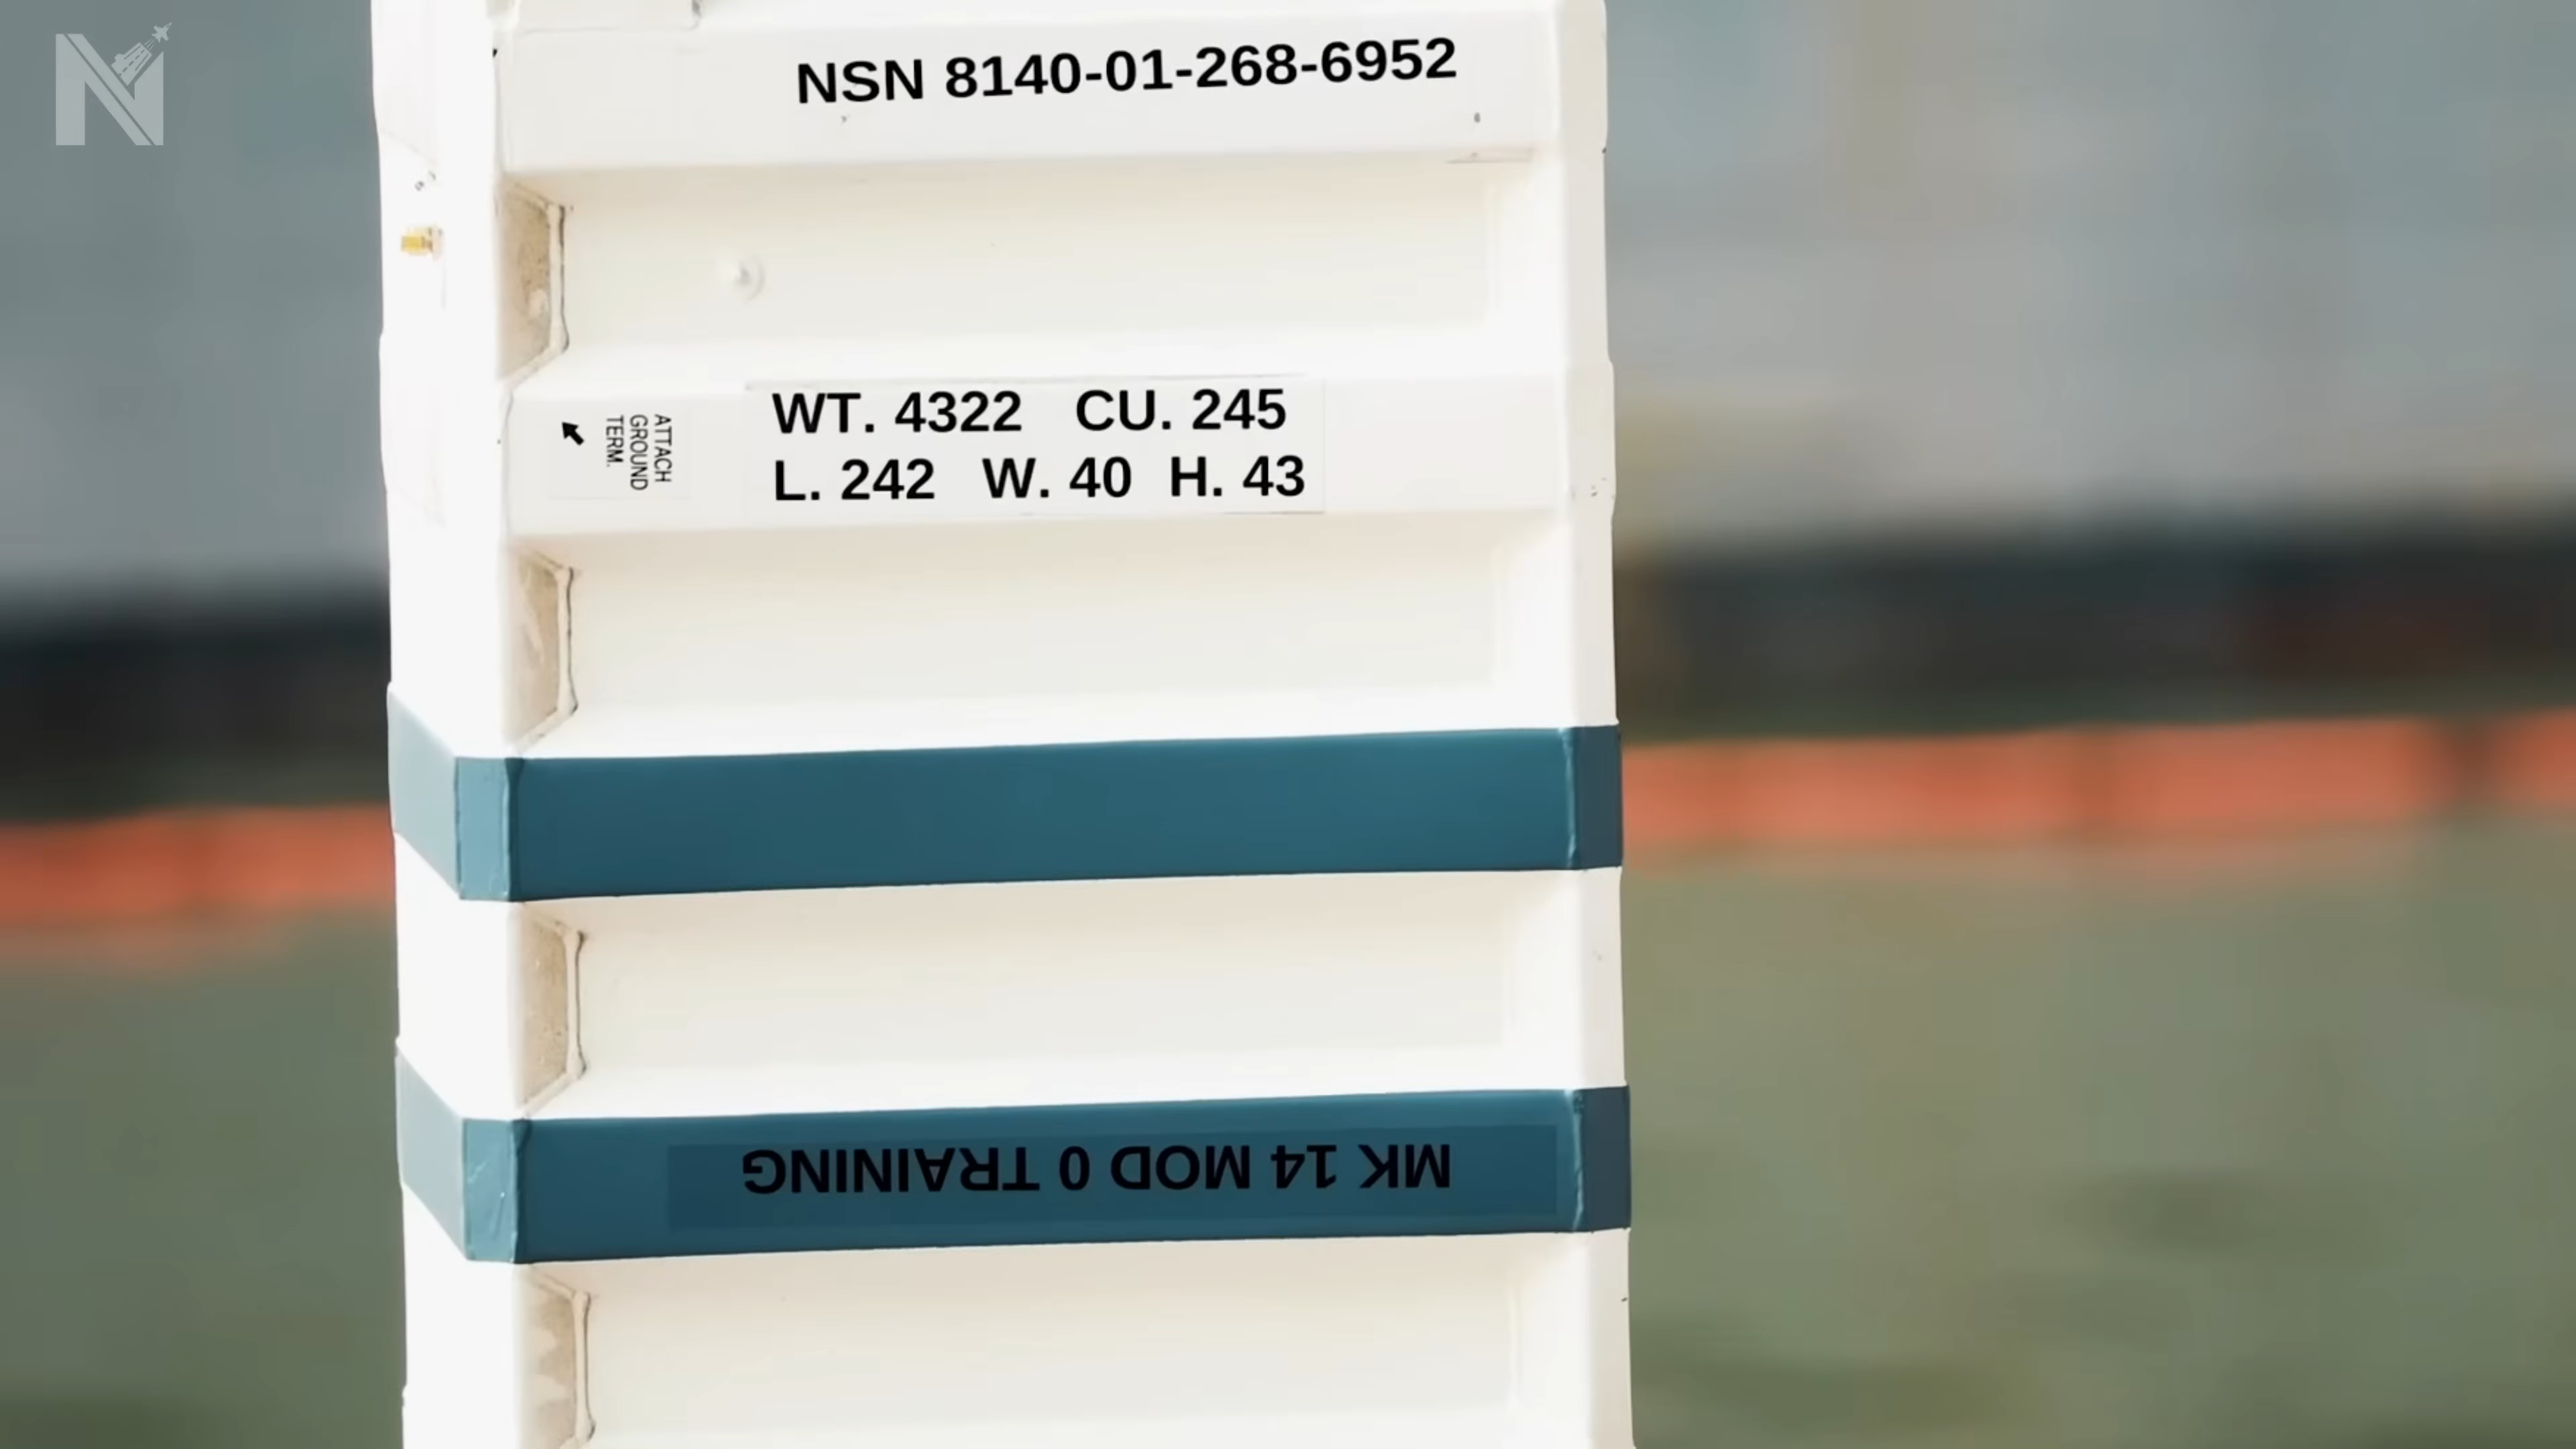 NSN 8140-01-268-6952
WT. 4322 CU. 245
L. 242 W. 40 H. 43
ATTACH
GROUND
TERM.
MK 14 MOD 0 TRAINING